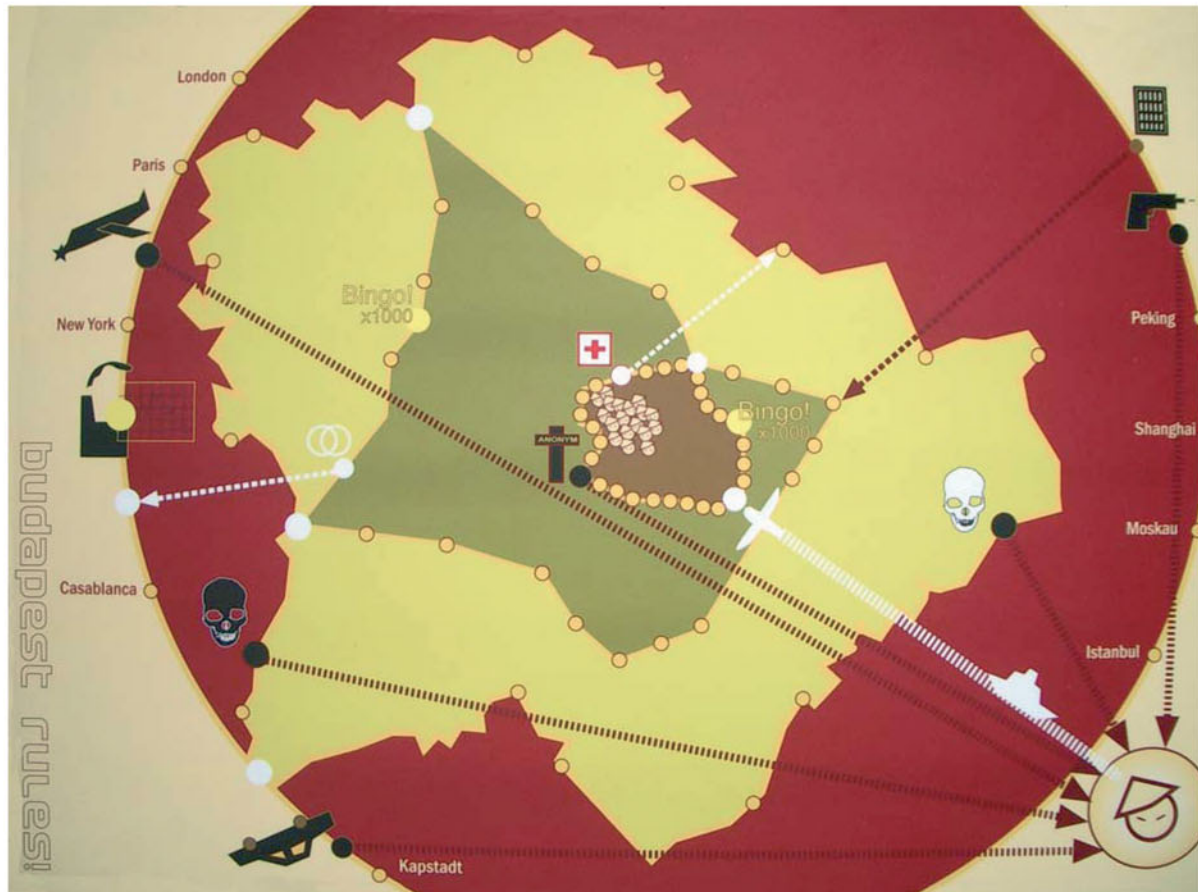 London
Paris
New York
Casablanca
Kapstadt
Bingo!
x1000
ANONYM
Bingo!
x1000
Peking
Shanghai
Moskau
Istanbul
budapest rules!